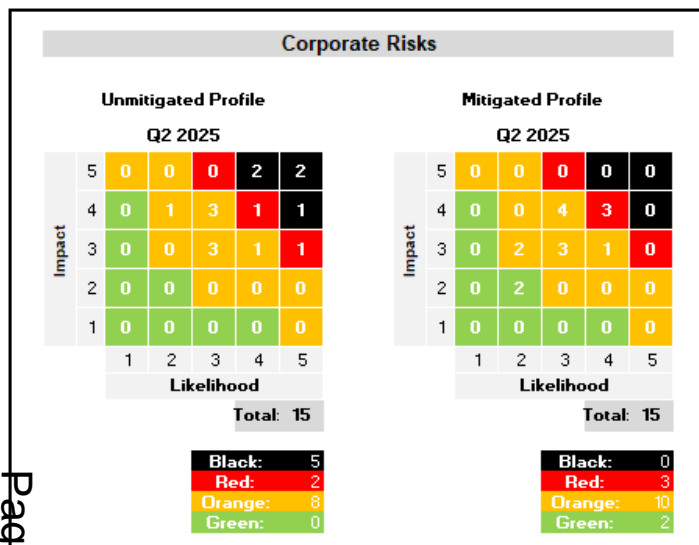 Corporate Risks
Unmitigated Profile Mitigated Profile
Q2 2025 Q2 2025
Impact
5 0 0 0 2 2
4 0 1 3 1 1
3 0 0 3 1 1
2 0 0 0 0 0
1 0 0 0 0 0
1 2 3 4 5
Likelihood
Total: 15
Black: 5
Red: 2
Orange: 8
Green: 0
Impact
5 0 0 0 0 0
4 0 0 4 3 0
3 0 2 3 1 0
2 0 2 0 0 0
1 0 0 0 0 0
1 2 3 4 5
Likelihood
Total: 15
Black: 0
Red: 3
Orange: 10
Green: 2
Pag